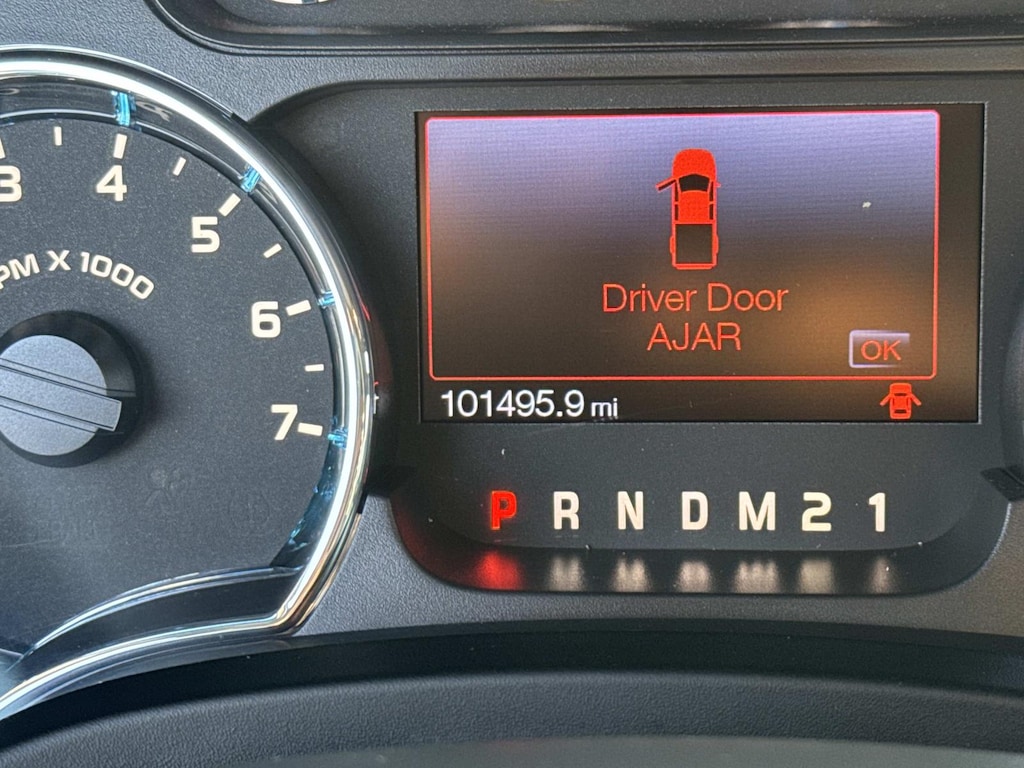 3
4
5
PM X 1000
6
7
Driver Door
AJAR
OK
101495.9 mi
P R N D M 2 1